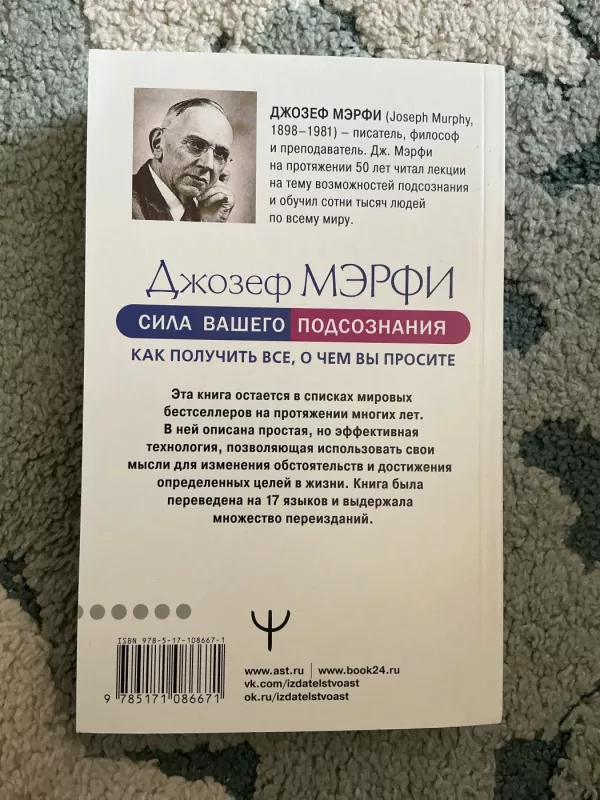 ДЖОЗЕФ МЭРФИ (Joseph Murphy,
1898–1981) – писатель, философ
и преподаватель. Дж. Мэрфи
на протяжении 50 лет читал лекции
на тему возможностей подсознания
и обучил сотни тысяч людей
по всему миру.
Джозеф МЭРФИ
СИЛА ВАШЕГО ПОДСОЗНАНИЯ
КАК ПОЛУЧИТЬ ВСЕ, О ЧЕМ ВЫ ПРОСИТЕ
Эта книга остается в списках мировых
бестселлеров на протяжении многих лет.
В ней описана простая, но эффективная
технология, позволяющая использовать свои
мысли для изменения обстоятельств и достижения
определенных целей в жизни. Книга была
переведена на 17 языков и выдержала
множество переизданий.
ISBN 978-5-17-108667-1
9 785171 086671
www.ast.ru | www.book24.ru
vk.com/izdatelstvoast
ok.ru/izdatelstvoast